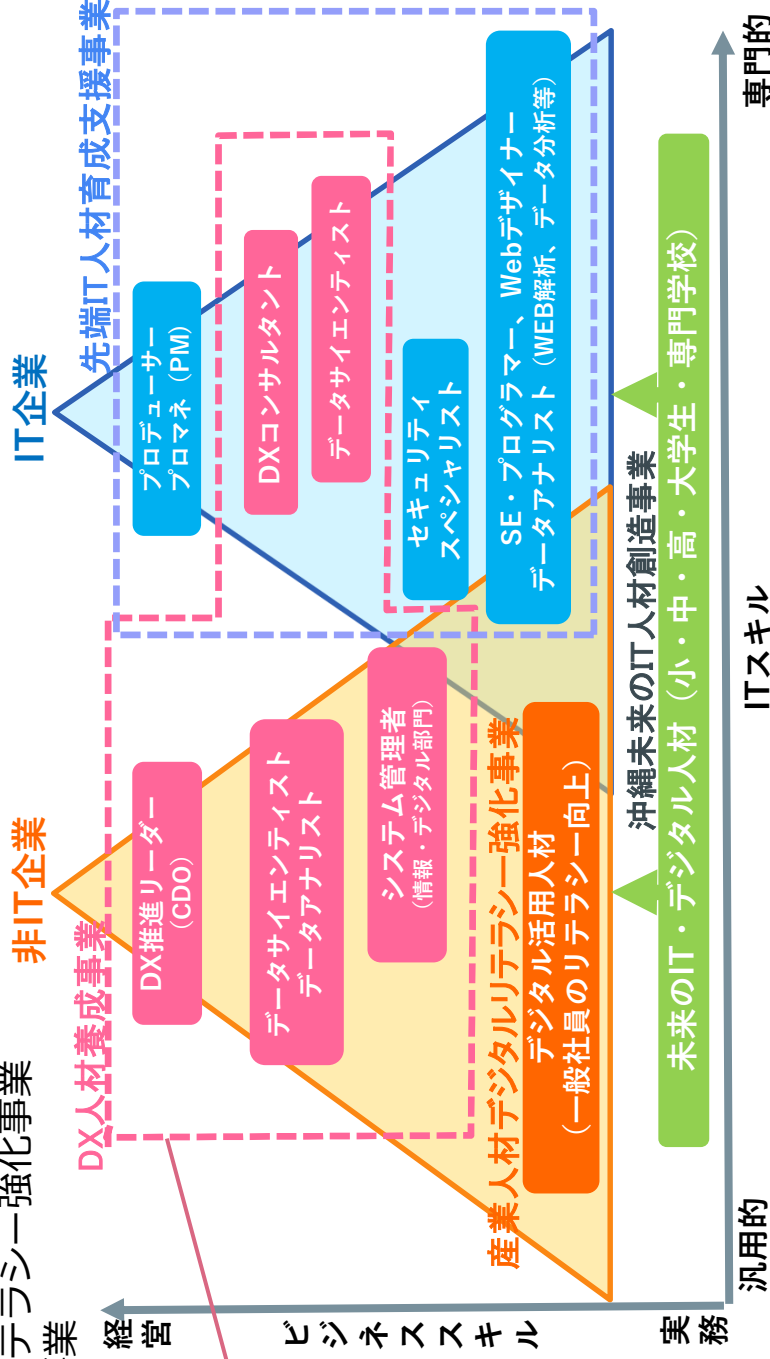 テラシー強化事業
業
非IT企業
IT企業
DX人材養成事業
先端IT人材育成支援事業
DX推進リーダー
(CDO)
データサイエンティスト
データアナリスト
システム管理者
(情報・デジタル部門)
産業人材デジタルリテラシー強化事業
デジタル活用人材
(一般社員のリテラシー向上)
プロデューサー
プロマネ (PM)
DXコンサルタント
データサイエンティスト
セキュリティ
スペシャリスト
SE・プログラマー、Webデザイナー
データアナリスト (WEB解析、データ分析等)
沖縄未来のIT人材創造事業
未来のIT・デジタル人材 (小・中・高・大学生・専門学校)
経営
ビジネススキル
実務
汎用的
ITスキル
専門的